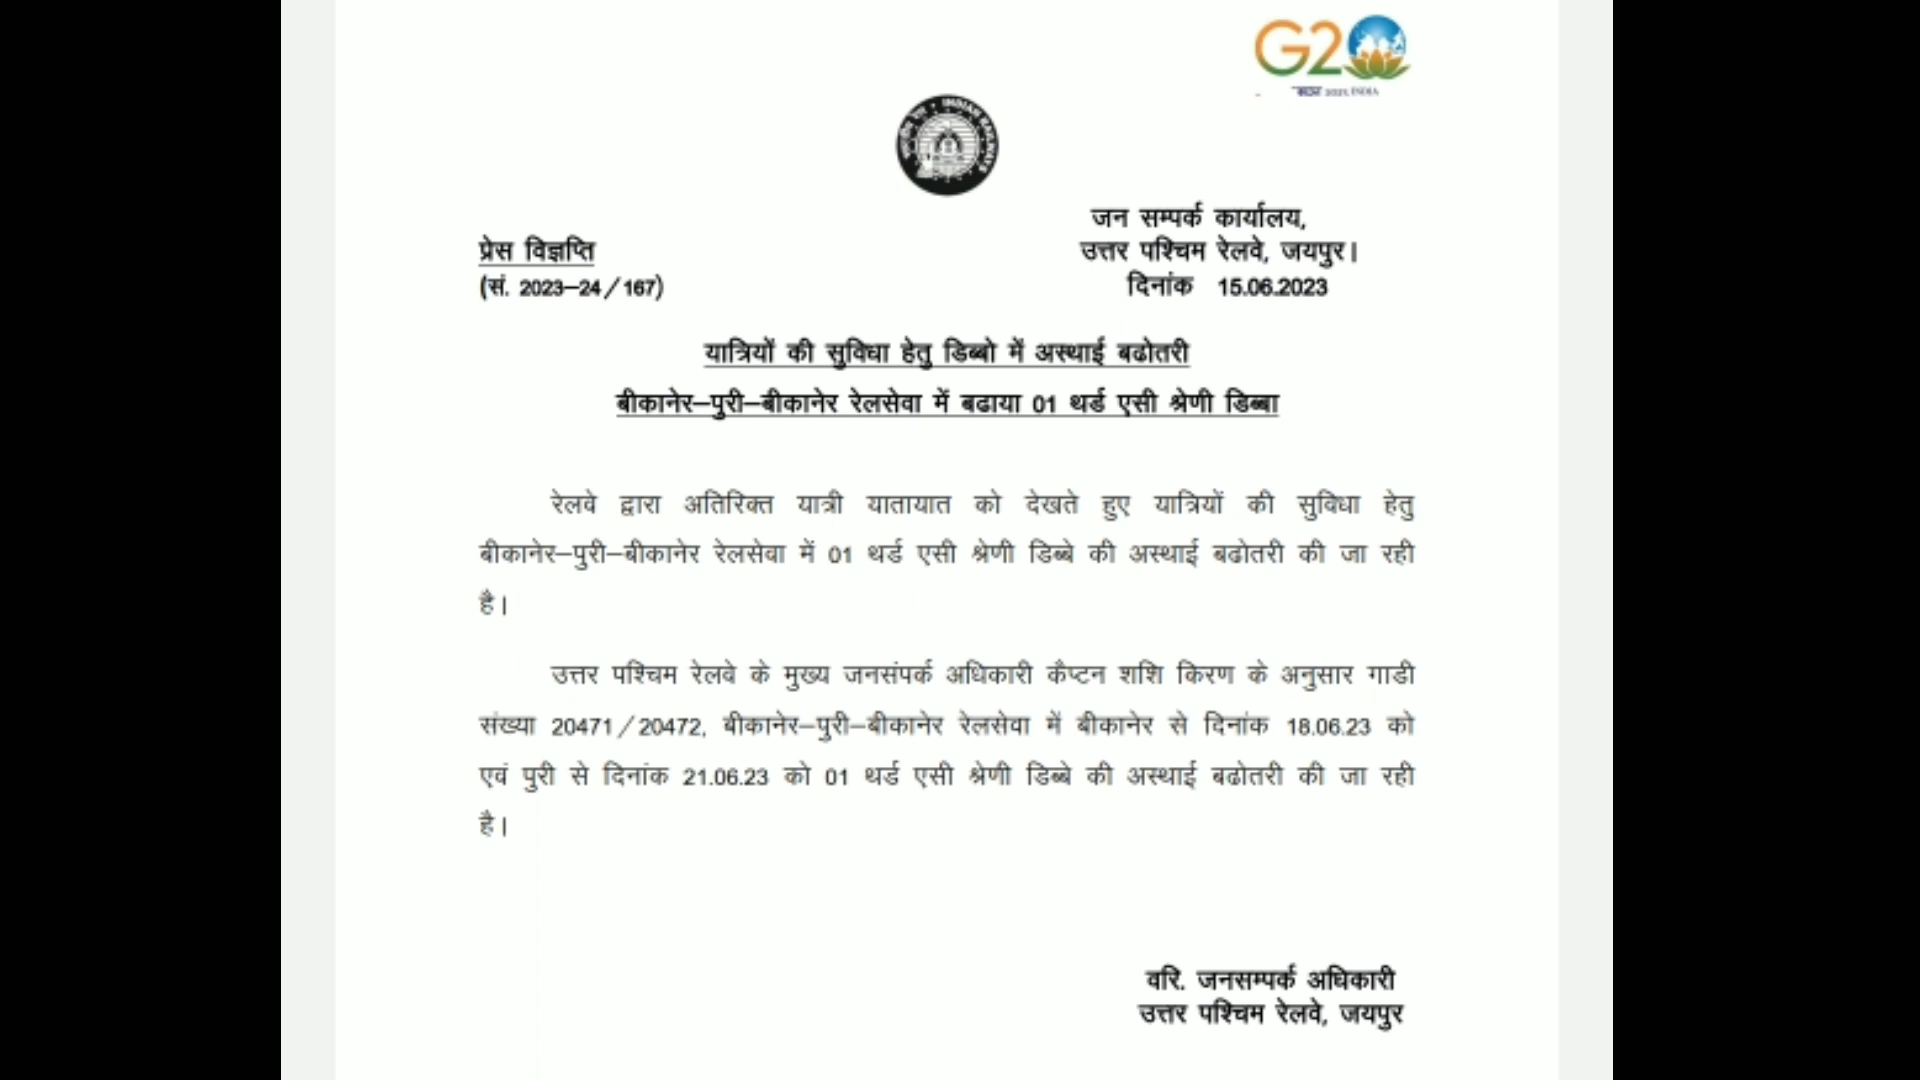 G20
INDIA
INDIAN RAILWAYS
जन सम्पर्क कार्यालय,
प्रेस विज्ञप्ति
उत्तर पश्चिम रेलवे, जयपुर।
(सं. 2023–24/167)
दिनांक 15.06.2023
यात्रियों की सुविधा हेतु डिब्बो में अस्थाई बढोतरी
बीकानेर–पुरी–बीकानेर रेलसेवा में बढाया 01 थर्ड एसी श्रेणी डिब्बा
रेलवे द्वारा अतिरिक्त यात्री यातायात को देखते हुए यात्रियों की सुविधा हेतु
बीकानेर–पुरी–बीकानेर रेलसेवा में 01 थर्ड एसी श्रेणी डिब्बे की अस्थाई बढोतरी की जा रही
है।
उत्तर पश्चिम रेलवे के मुख्य जनसंपर्क अधिकारी कैप्टन शशि किरण के अनुसार गाडी
संख्या 20471/20472, बीकानेर–पुरी–बीकानेर रेलसेवा में बीकानेर से दिनांक 18.06.23 को
एवं पुरी से दिनांक 21.06.23 को 01 थर्ड एसी श्रेणी डिब्बे की अस्थाई बढोतरी की जा रही
है।
वरि. जनसम्पर्क अधिकारी
उत्तर पश्चिम रेलवे, जयपुर